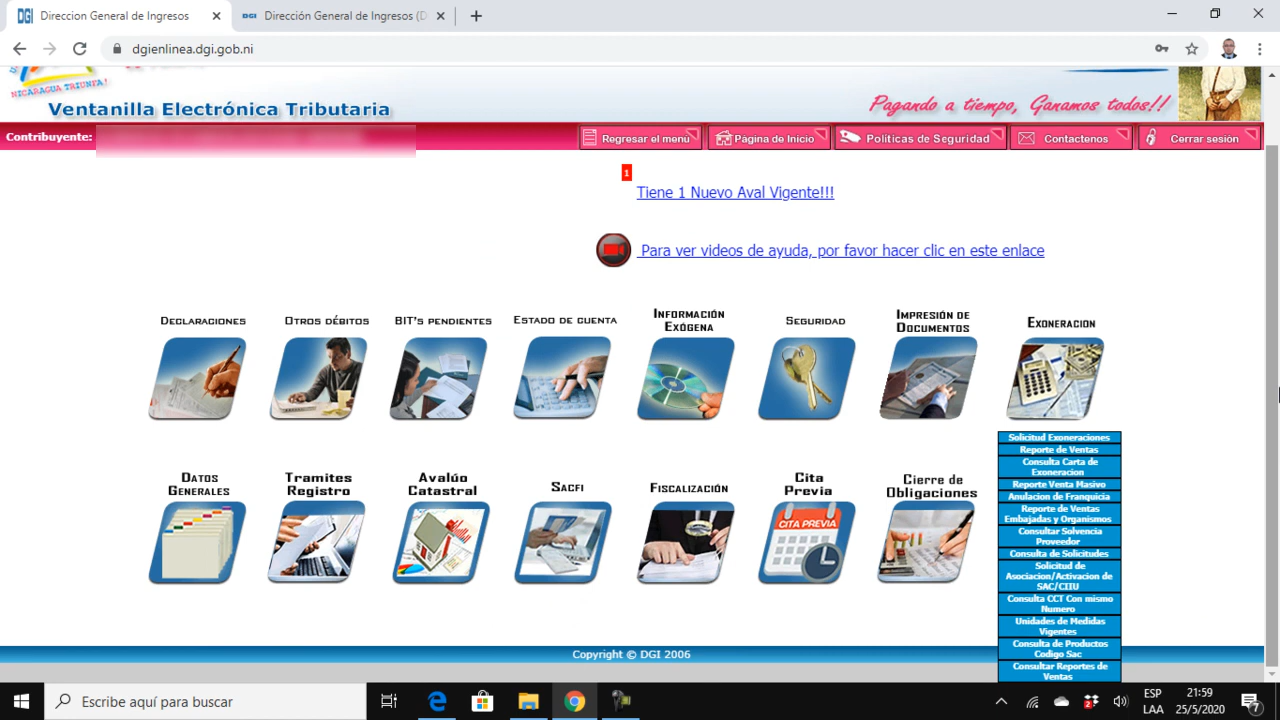 Direccion General de Ingresos
DGI Dirección General de Ingresos (D
dgienlinea.dgi.gob.ni
NICARAGUA TRIUNFA!
Ventanilla Electrónica Tributaria
Pagando a tiempo, Ganamos todos!!
Contribuyente:
Regresar el menú
Página de Inicio
Políticas de Seguridad
Contactenos
Cerrar sesión
1
Tiene 1 Nuevo Aval Vigente!!!
Para ver videos de ayuda, por favor hacer clic en este enlace
Declaraciones
Otros débitos
BIT's pendientes
Estado de cuenta
Información
Exógena
Seguridad
Impresión de
Documentos
Exoneracion
Solicitud Exoneraciones
Reporte de Ventas
Consulta Carta de
Exoneracion
Reporte Venta Masivo
Anulacion de Franquicia
Reporte de Ventas
Embajadas y Organismos
Consultar Solvencia
Proveedor
Consulta de Solicitudes
Solicitud de
Asociacion/Activacion de
SAC/CIIU
Consulta CCT Con mismo
Numero
Unidades de Medidas
Vigentes
Consulta de Productos
Codigo Sac
Consultar Reportes de
Ventas
Datos
Generales
Tramites
Registro
Avalúo
Catastral
Sacfi
Fiscalización
Cita
Previa
CITA PREVIA
Cierre de
Obligaciones
Copyright © DGI 2006
Escribe aquí para buscar
2
ESP
LAA
21:59
25/5/2020
7